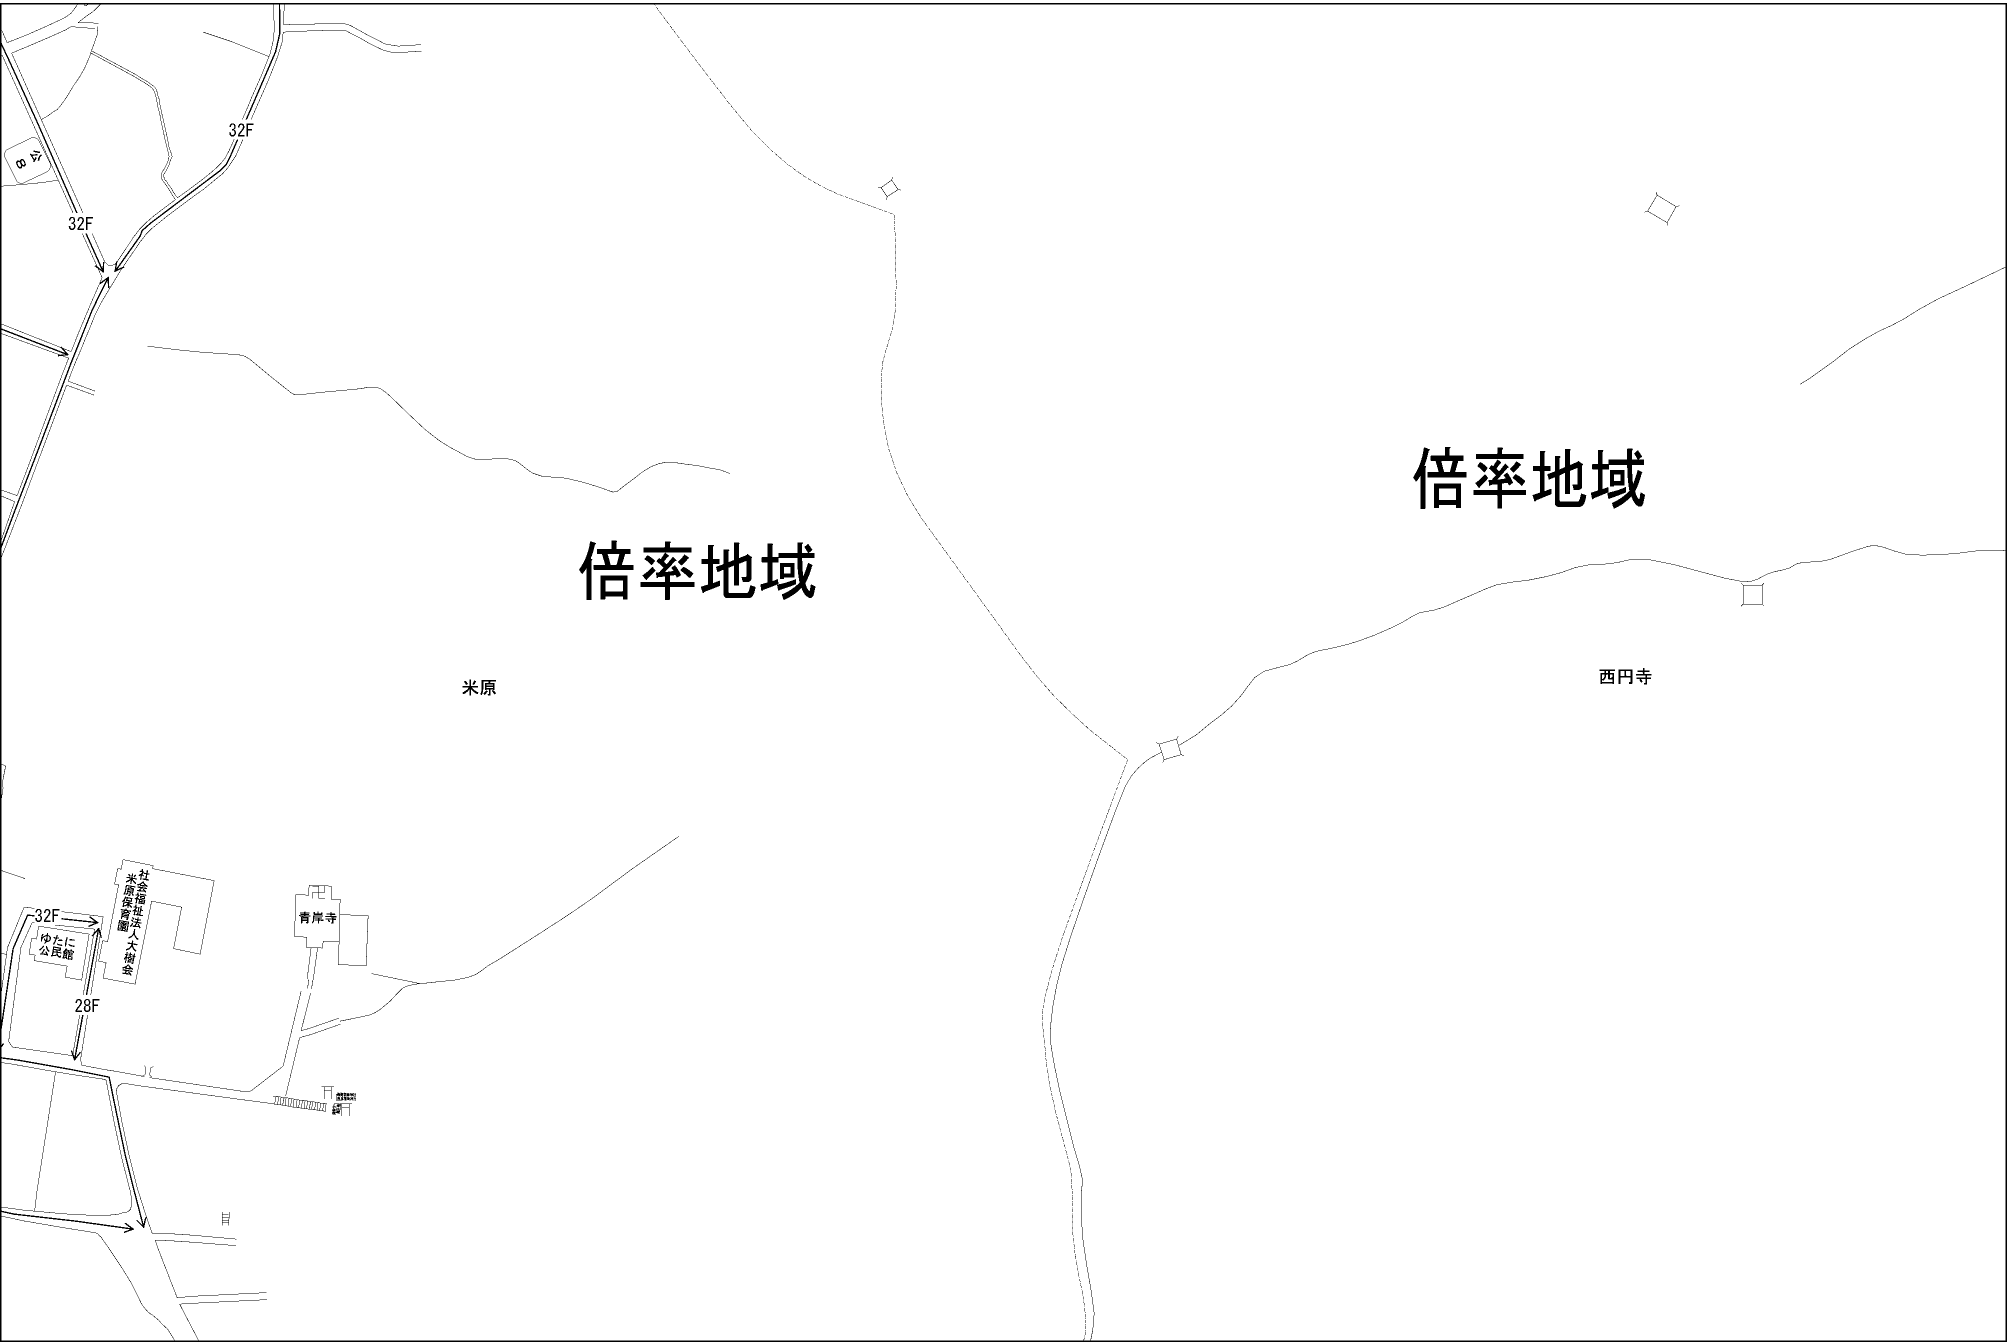 32F
公
8
32F
倍率地域
倍率地域
西円寺
米原
社会福祉法人大樹会
米原保育園
32F
青岸寺
ゆたに
公民館
28F